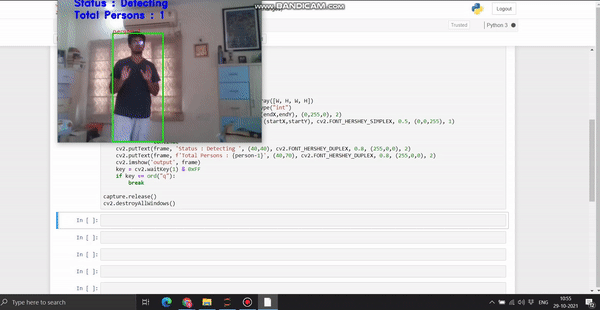 Status : Detecting
Total Persons : 1
WWW.BANDICAM.COM
Logout
Trusted
Python 3
ray([W, H, W, H])
ype("int")
endX,endY), (0,255,0), 2)
(startX,startY), cv2.FONT_HERSHEY_SIMPLEX, 0.5, (0,0,255), 1)
cv2.putText(frame, 'Status : Detecting ', (40,40), cv2.FONT_HERSHEY_DUPLEX, 0.8, (255,0,0), 2)
cv2.putText(frame, f'Total Persons : {person-1}', (40,70), cv2.FONT_HERSHEY_DUPLEX, 0.8, (255,0,0), 2)
cv2.imshow('output', frame)
key = cv2.waitKey(1) & 0xFF
if key == ord("q"):
break
capture.release()
cv2.destroyAllWindows()
In [ ]:
In [ ]:
In [ ]:
In [ ]:
In [ ]:
Type here to search
ENG
10:55
29-10-2021